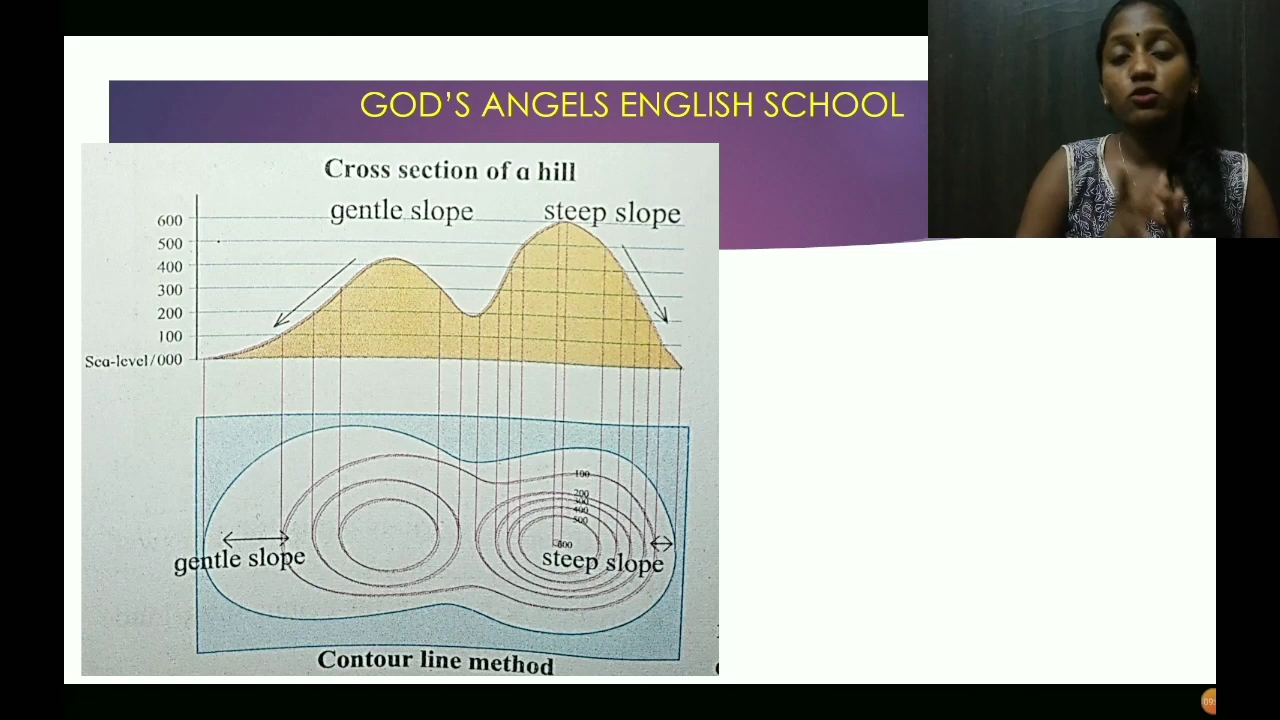 GOD'S ANGELS ENGLISH SCHOOL
Cross section of a hill
gentle slope
steep slope
600
500
400
300
200
100
Sea-level/000
100
200
300
400
500
600
gentle slope
steep slope
Contour line method